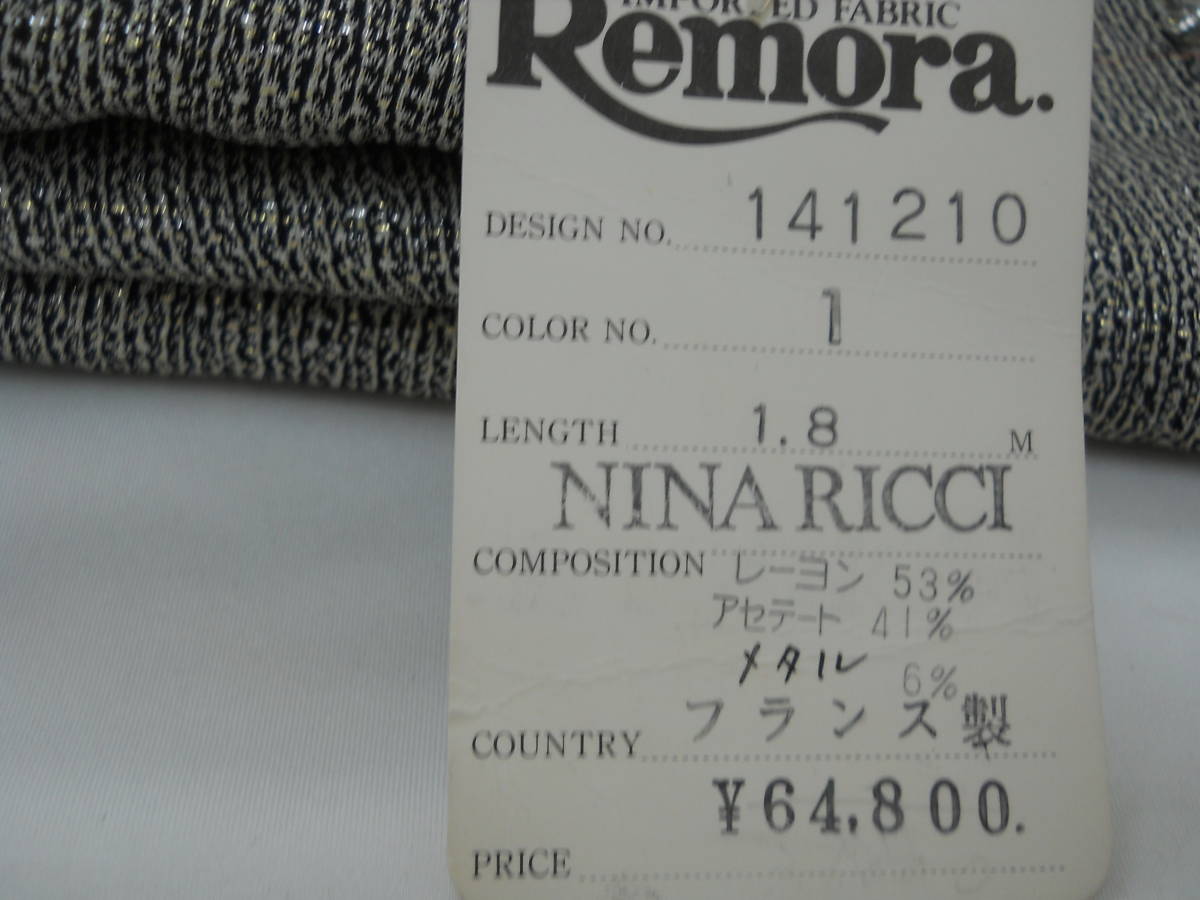 IMPORTED FABRIC
Remora.
DESIGN NO. 141210
COLOR NO. 1
LENGTH 1.8 M
NINA RICCI
COMPOSITION レーヨン 53%
アセテート 41%
メタル 6%
COUNTRY フランス製
¥64,800.
PRICE